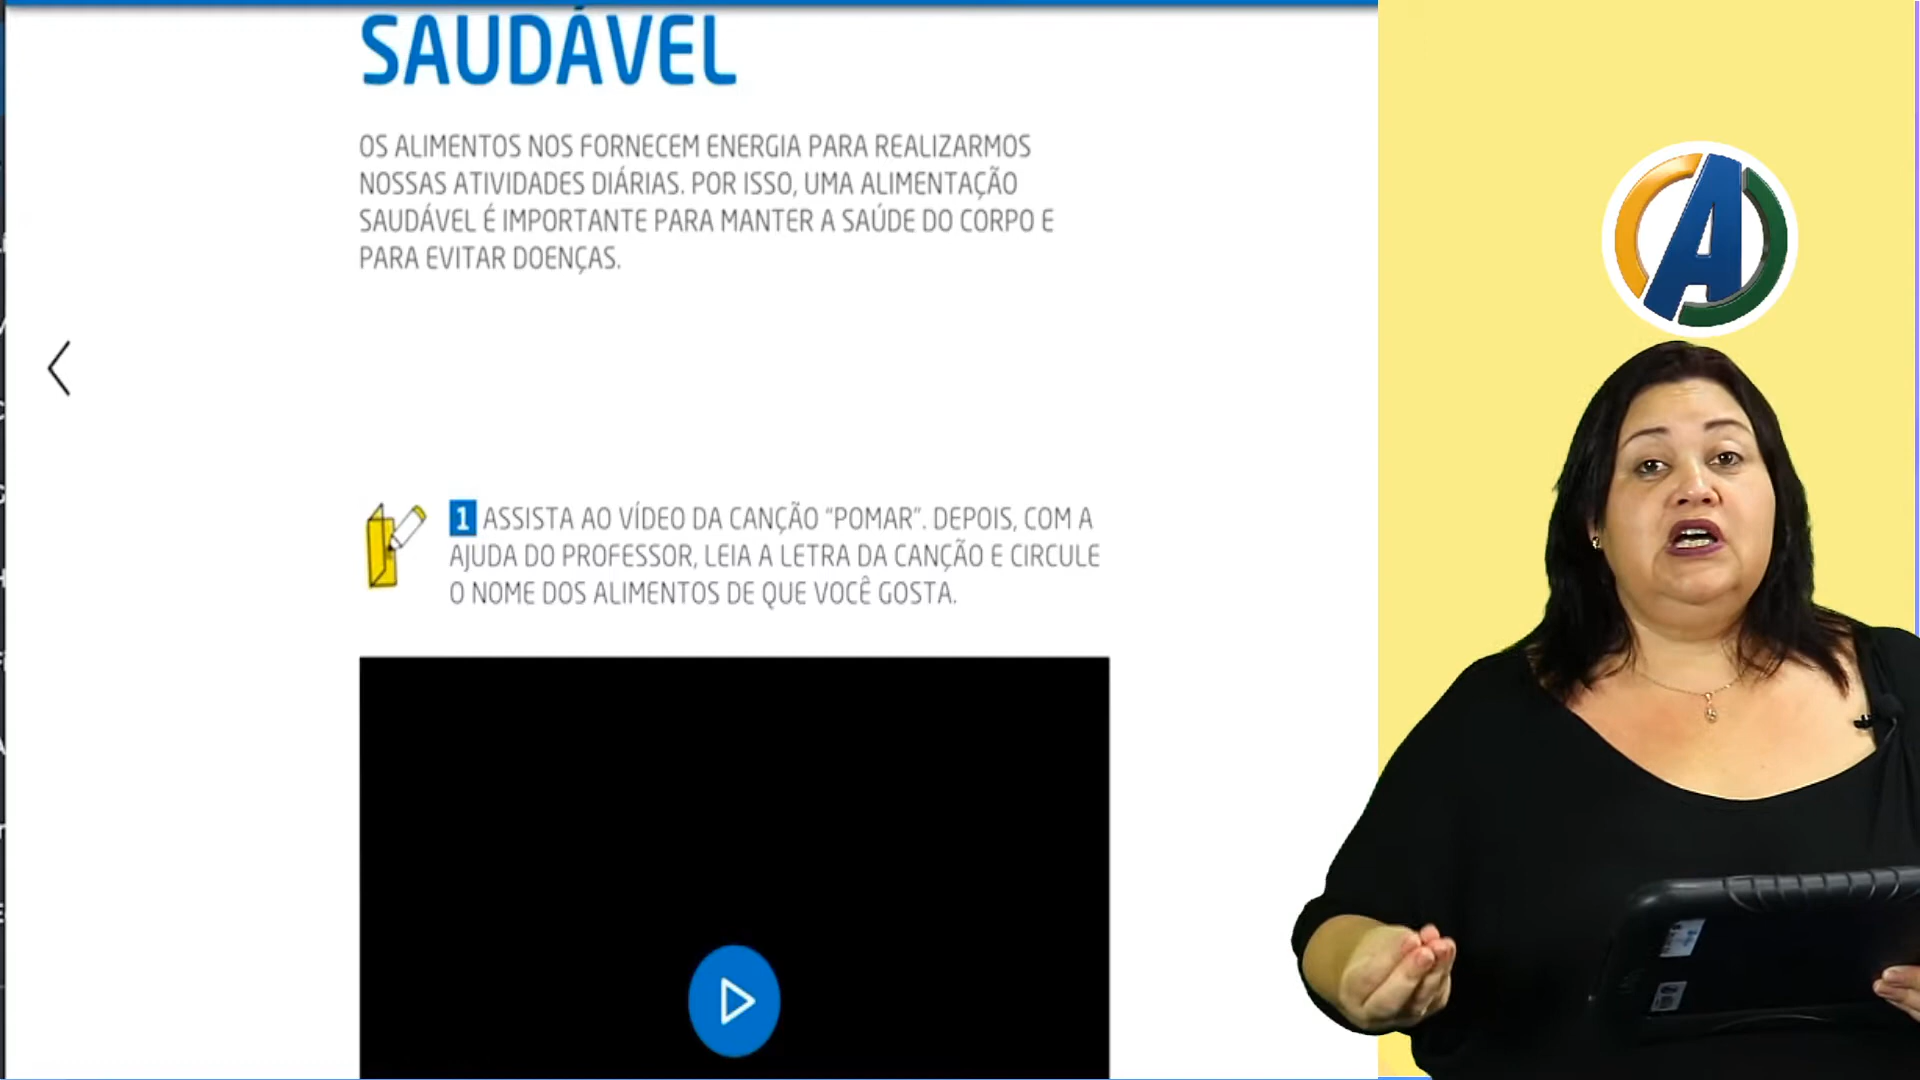 SAUDÁVEL
OS ALIMENTOS NOS FORNECEM ENERGIA PARA REALIZARMOS
NOSSAS ATIVIDADES DIÁRIAS. POR ISSO, UMA ALIMENTAÇÃO
SAUDÁVEL É IMPORTANTE PARA MANTER A SAÚDE DO CORPO E
PARA EVITAR DOENÇAS.
1 ASSISTA AO VÍDEO DA CANÇÃO “POMAR”. DEPOIS, COM A
AJUDA DO PROFESSOR, LEIA A LETRA DA CANÇÃO E CIRCULE
O NOME DOS ALIMENTOS DE QUE VOCÊ GOSTA.
A